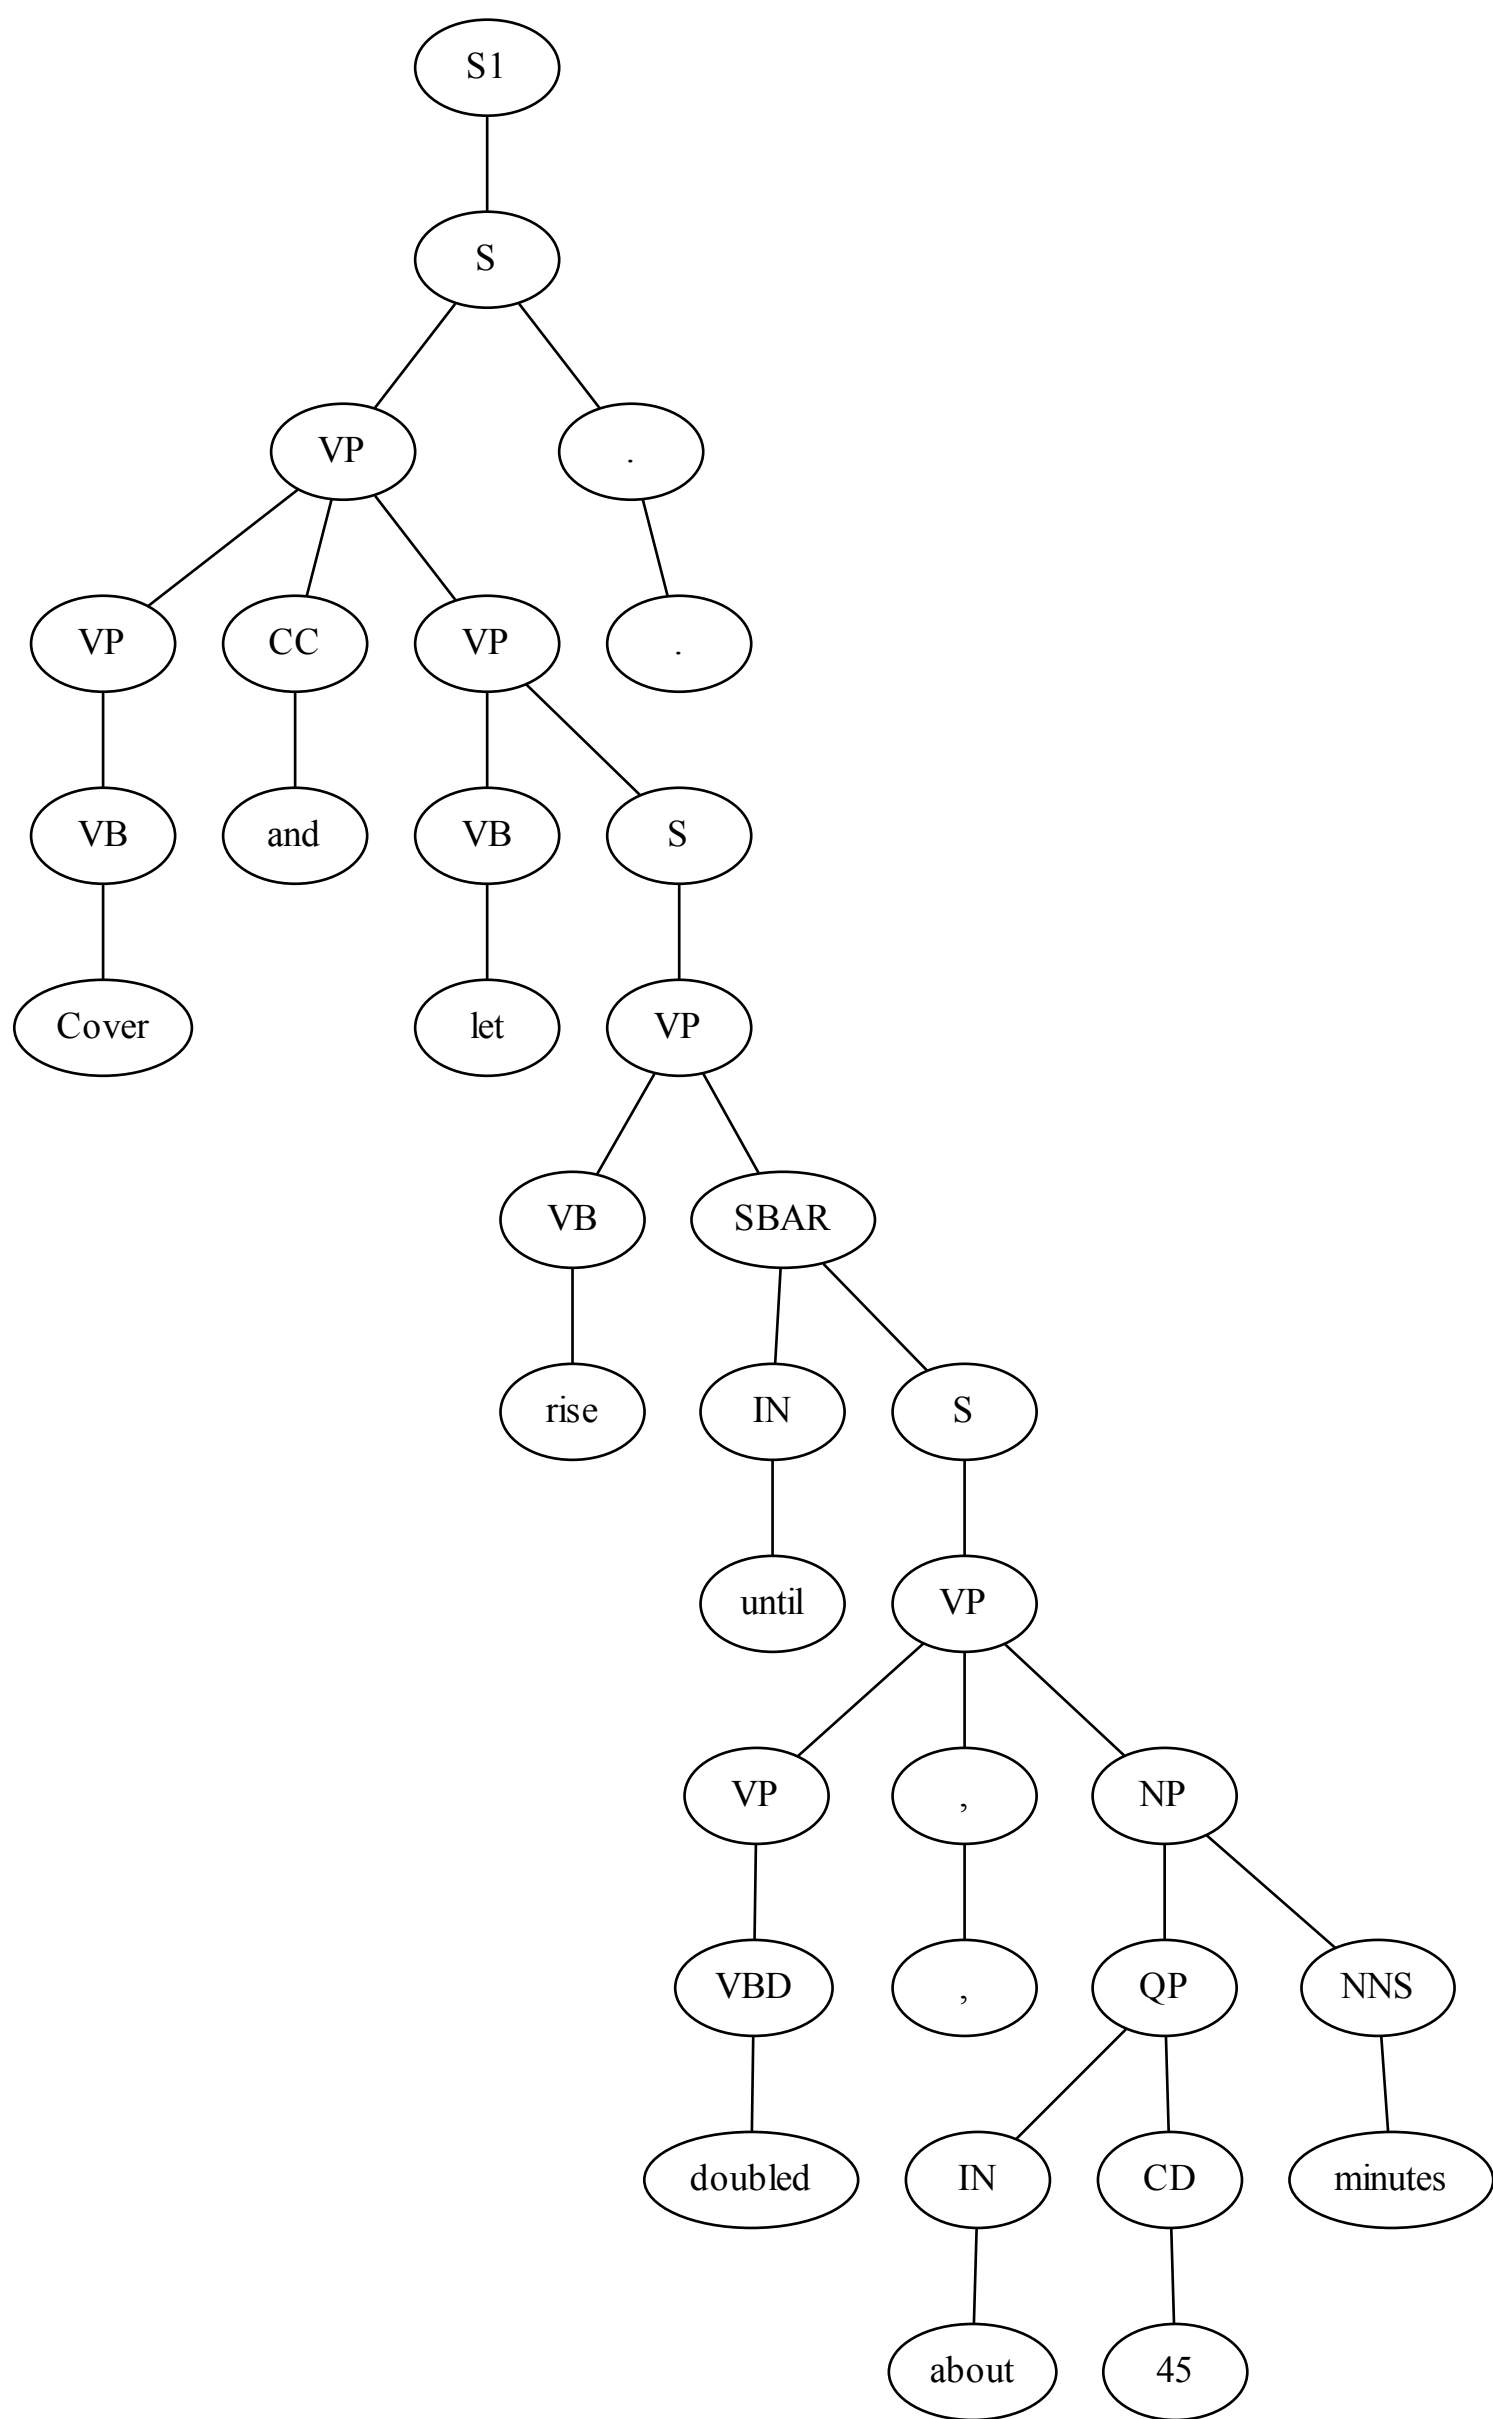 S1
S
VP .
VP CC VP .
VB and VB S
Cover let VP
VB SBAR
rise IN S
until VP
VP , NP
VBD , QP NNS
doubled IN CD minutes
about 45